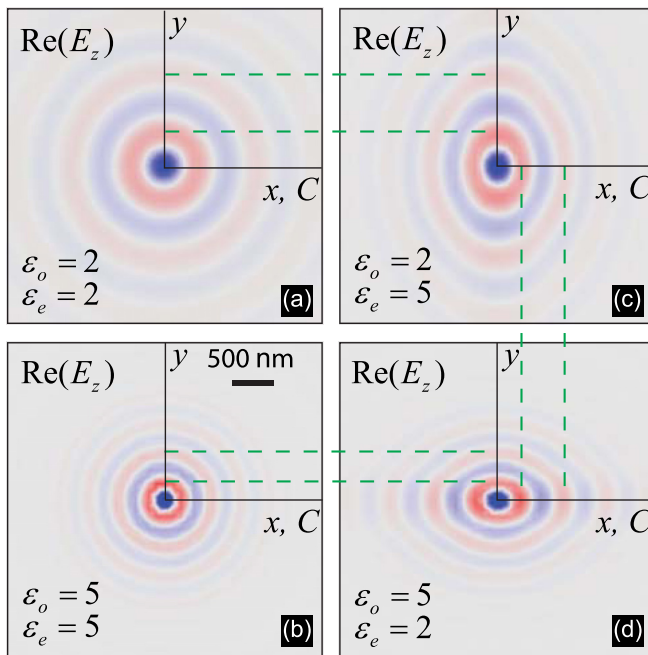 y
Re(E_z)
x, C
ε_o = 2
ε_e = 2
(a)
y
Re(E_z)
x, C
ε_o = 2
ε_e = 5
(c)
y
Re(E_z)
500 nm
x, C
ε_o = 5
ε_e = 5
(b)
y
Re(E_z)
x, C
ε_o = 5
ε_e = 2
(d)